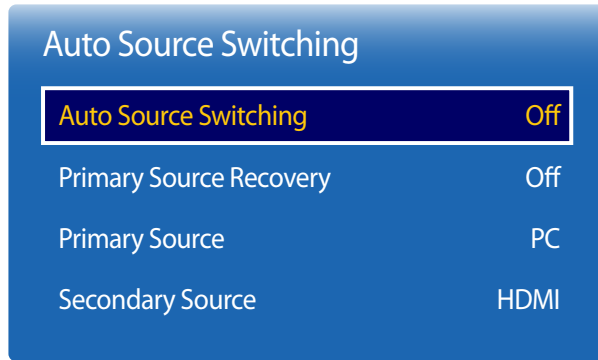 Auto Source Switching
Auto Source Switching Off
Primary Source Recovery Off
Primary Source PC
Secondary Source HDMI